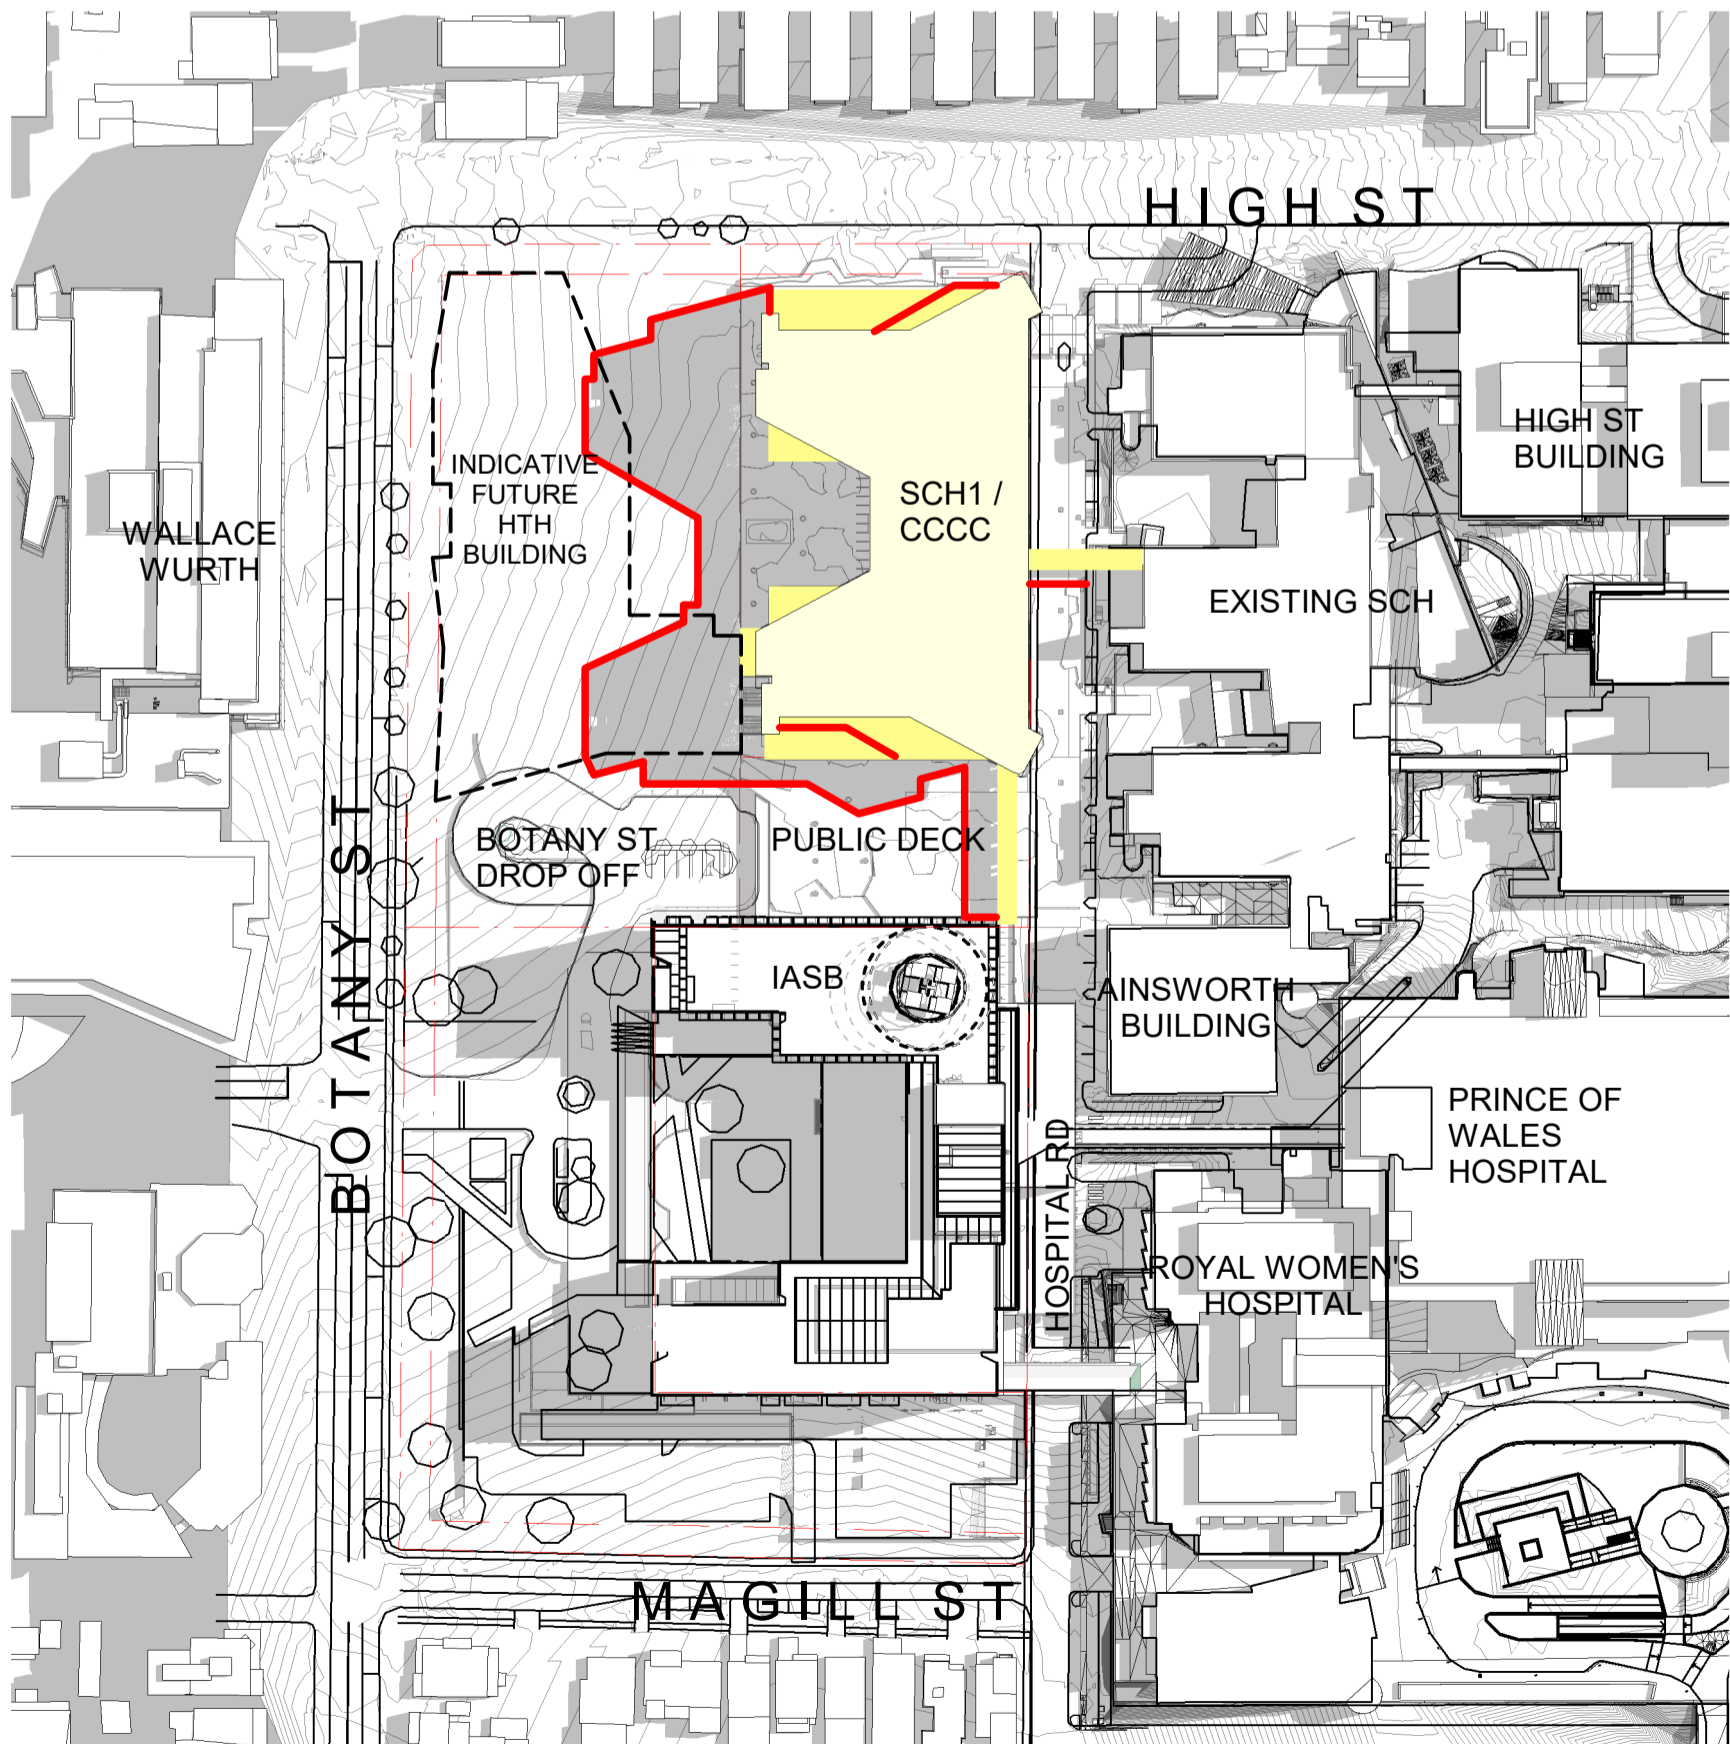 HIGH ST
INDICATIVE
FUTURE
HTH
BUILDING
SCH1 /
CCCC
HIGH ST
BUILDING
WALLACE
WURTH
EXISTING SCH
BOTANY ST
DROP OFF
PUBLIC DECK
BOTANY ST
IASB
AINSWORTH
BUILDING
PRINCE OF
WALES
HOSPITAL
HOSPITAL RD
ROYAL WOMEN'S
HOSPITAL
MAGILL ST